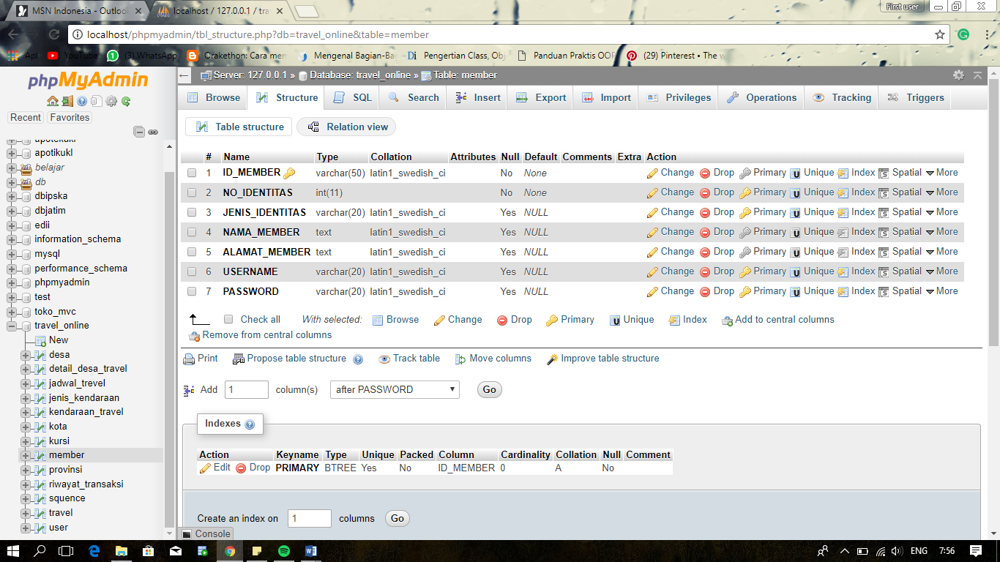 MSN Indonesia - Outlook
localhost / 127.0.0.1 / tra
First user
localhost/phpmyadmin/tbl_structure.php?db=travel_online&table=member
Apl
YouTube
(3) WhatsApp
Orakethon: Cara men
Mengenal Bagian-Ba
Pengertian Class, Obj
Panduan Praktis OOP
(29) Pinterest • The w
phpMyAdmin
Recent
Favorites
apotekukl
apotikukl
belajar
db
dbipska
dbjatim
edii
information_schema
mysql
performance_schema
phpmyadmin
test
toko_mvc
travel_online
New
desa
detail_desa_travel
jadwal_trevel
jenis_kendaraan
kendaraan_travel
kota
kursi
member
provinsi
riwayat_transaksi
squence
travel
user
Server: 127.0.0.1 » Database: travel_online » Table: member
Browse Structure SQL Search Insert Export Import Privileges Operations Tracking Triggers
Table structure Relation view
# Name Type Collation Attributes Null Default Comments Extra Action
1 ID_MEMBER varchar(50) latin1_swedish_ci No None Change Drop Primary Unique Index Spatial More
2 NO_IDENTITAS int(11) No None Change Drop Primary Unique Index Spatial More
3 JENIS_IDENTITAS varchar(20) latin1_swedish_ci Yes NULL Change Drop Primary Unique Index Spatial More
4 NAMA_MEMBER text latin1_swedish_ci Yes NULL Change Drop Primary Unique Index Spatial More
5 ALAMAT_MEMBER text latin1_swedish_ci Yes NULL Change Drop Primary Unique Index Spatial More
6 USERNAME varchar(20) latin1_swedish_ci Yes NULL Change Drop Primary Unique Index Spatial More
7 PASSWORD varchar(20) latin1_swedish_ci Yes NULL Change Drop Primary Unique Index Spatial More
Check all With selected: Browse Change Drop Primary Unique Index Add to central columns
Remove from central columns
Print Propose table structure Track table Move columns Improve table structure
Add 1 column(s) after PASSWORD Go
Indexes
Action Keyname Type Unique Packed Column Cardinality Collation Null Comment
Edit Drop PRIMARY BTREE Yes No ID_MEMBER 0 A No
Create an index on 1 columns Go
Console
ENG 7:56